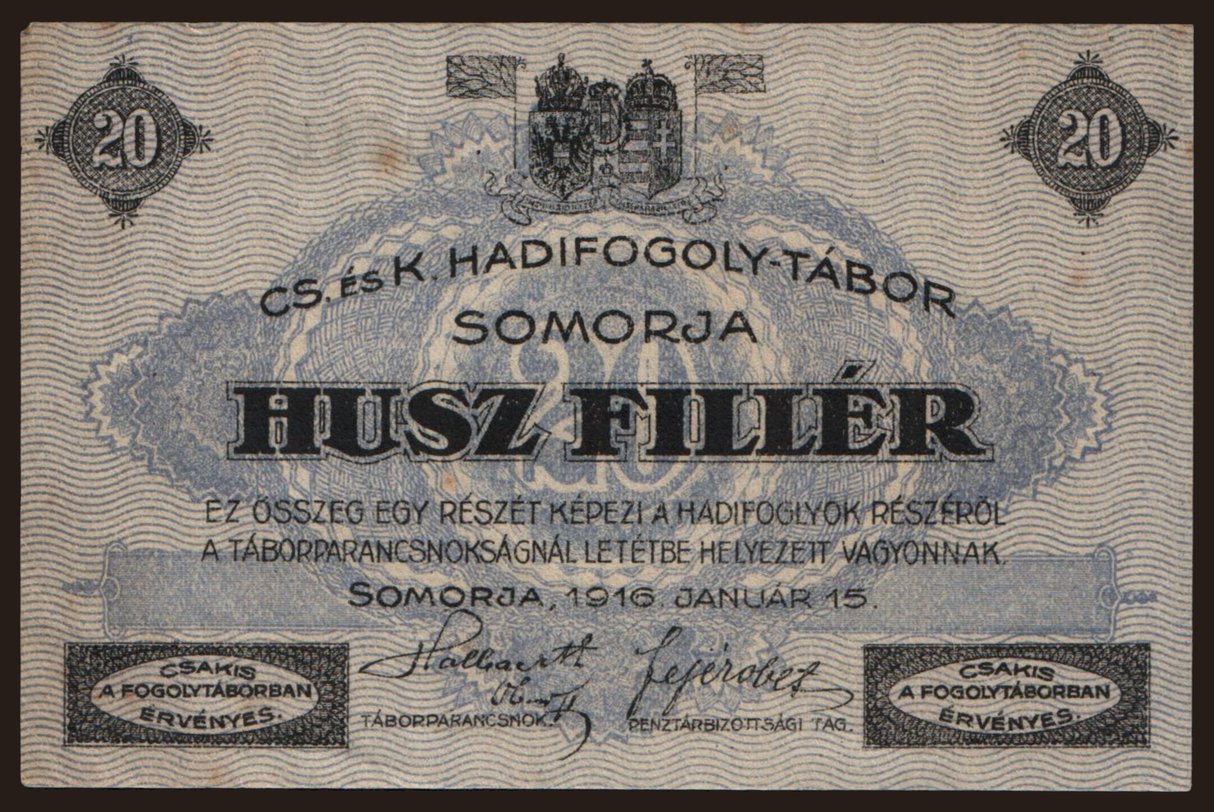 20
20
CS. ÉS K. HADIFOGOLY-TÁBOR
SOMORJA
20
HUSZ FILLÉR
EZ ÖSSZEG EGY RÉSZÉT KÉPEZI A HADIFOGLYOK RÉSZÉRŐL
A TÁBORPARANCSNOKSÁGNÁL LETÉTBE HELYEZETT VAGYONNAK.
SOMORJA, 1916. JANUÁR 15.
CSAKIS
A FOGOLYTÁBORBAN
ÉRVÉNYES.
TÁBORPARANCSNOK.
PÉNZTÁRBIZOTTSÁGI TAG.
CSAKIS
A FOGOLYTÁBORBAN
ÉRVÉNYES.